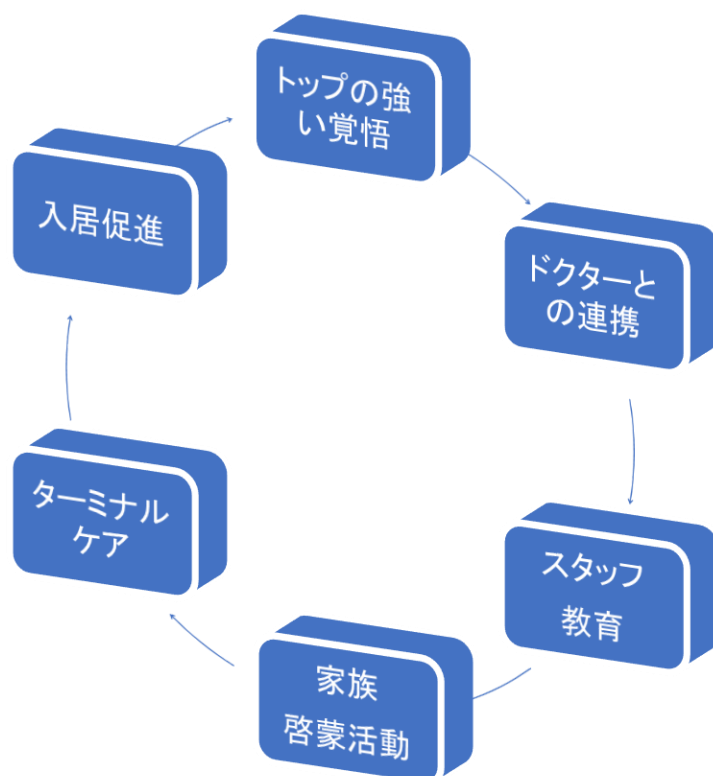 トップの強
い覚悟
ドクターと
の連携
スタッフ
教育
家族
啓蒙活動
ターミナル
ケア
入居促進